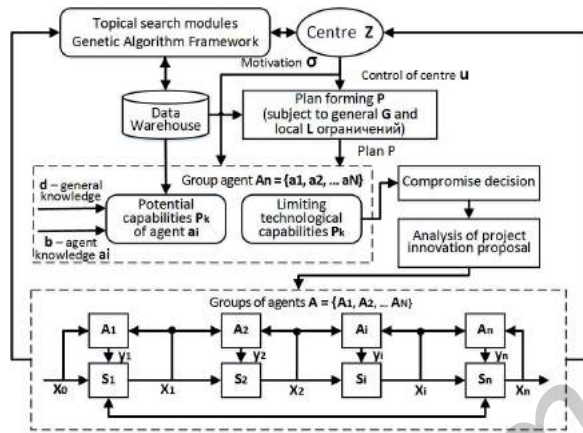 Topical search modules
Genetic Algorithm Framework
Centre Z
Motivation σ
Control of centre u
Data
Warehouse
Plan forming P
(subject to general G and
local L ограничений)
Plan P
Group agent An = {a1, a2, ... aN}
d – general
knowledge
b – agent
knowledge ai
Potential
capabilities Pk
of agent ai
Limiting
technological
capabilities Pk
Compromise decision
Analysis of project
innovation proposal
Groups of agents A = {A1, A2, ... AN}
A1
A2
Ai
An
y1
y2
yi
yn
S1
S2
Si
Sn
X0
X1
X2
Xi
Xn